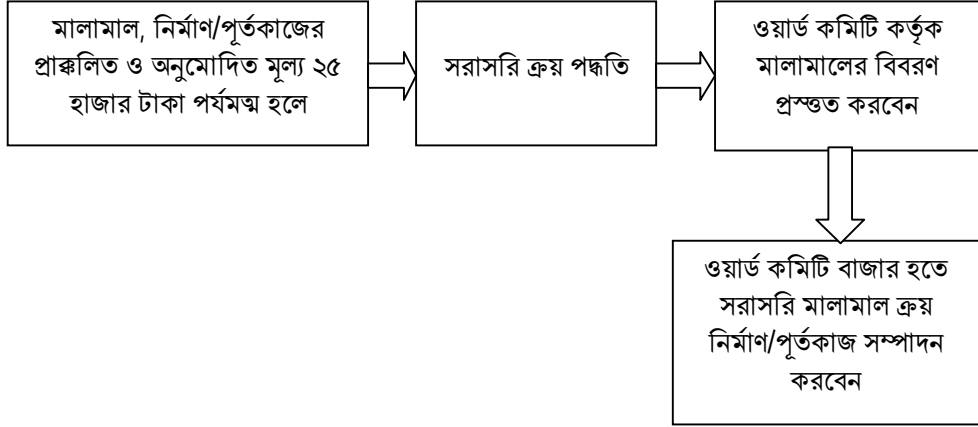 মালামাল, নির্মাণ/পূর্তকাজের
প্রাক্কলিত ও অনুমোদিত মূল্য ২৫
হাজার টাকা পর্যমত্ম হলে
সরাসরি ক্রয় পদ্ধতি
ওয়ার্ড কমিটি কর্তৃক
মালামালের বিবরণ
প্রস্ত্তত করবেন
ওয়ার্ড কমিটি বাজার হতে
সরাসরি মালামাল ক্রয়
নির্মাণ/পূর্তকাজ সম্পাদন
করবেন